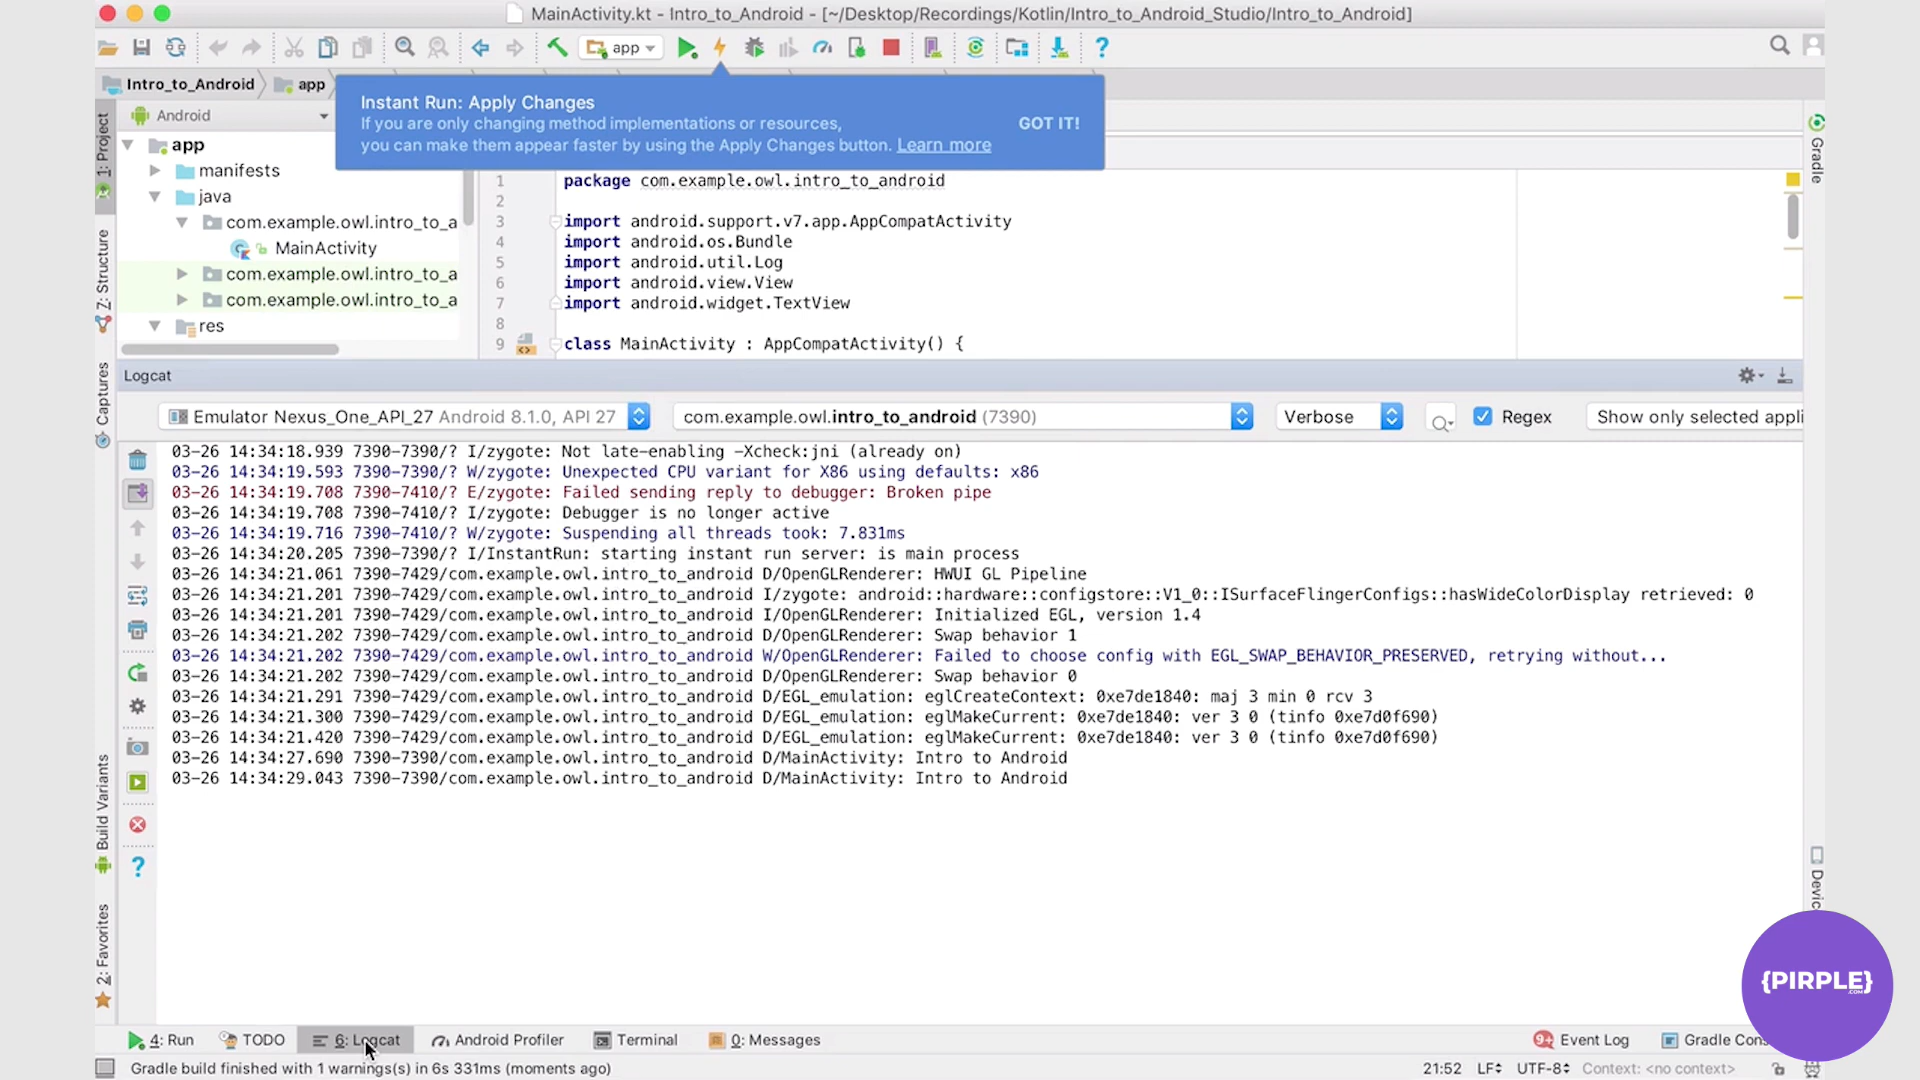 MainActivity.kt - Intro_to_Android - [~/Desktop/Recordings/Kotlin/Intro_to_Android_Studio/Intro_to_Android]
app
Intro_to_Android
app
Instant Run: Apply Changes
If you are only changing method implementations or resources,
you can make them appear faster by using the Apply Changes button. Learn more
GOT IT!
1: Project
Z: Structure
Captures
Build Variants
2: Favorites
Android
app
manifests
java
com.example.owl.intro_to_a
MainActivity
com.example.owl.intro_to_a
com.example.owl.intro_to_a
res
1 package com.example.owl.intro_to_android
2
3 import android.support.v7.app.AppCompatActivity
4 import android.os.Bundle
5 import android.util.Log
6 import android.view.View
7 import android.widget.TextView
8
9 class MainActivity : AppCompatActivity() {
Gradle
Logcat
Emulator Nexus_One_API_27 Android 8.1.0, API 27
com.example.owl.intro_to_android (7390)
Verbose
Regex
Show only selected appli
03-26 14:34:18.939 7390-7390/? I/zygote: Not late-enabling -Xcheck:jni (already on)
03-26 14:34:19.593 7390-7390/? W/zygote: Unexpected CPU variant for X86 using defaults: x86
03-26 14:34:19.708 7390-7410/? E/zygote: Failed sending reply to debugger: Broken pipe
03-26 14:34:19.708 7390-7410/? I/zygote: Debugger is no longer active
03-26 14:34:19.716 7390-7410/? W/zygote: Suspending all threads took: 7.831ms
03-26 14:34:20.205 7390-7390/? I/InstantRun: starting instant run server: is main process
03-26 14:34:21.061 7390-7429/com.example.owl.intro_to_android D/OpenGLRenderer: HWUI GL Pipeline
03-26 14:34:21.201 7390-7429/com.example.owl.intro_to_android I/zygote: android::hardware::configstore::V1_0::ISurfaceFlingerConfigs::hasWideColorDisplay retrieved: 0
03-26 14:34:21.201 7390-7429/com.example.owl.intro_to_android I/OpenGLRenderer: Initialized EGL, version 1.4
03-26 14:34:21.202 7390-7429/com.example.owl.intro_to_android D/OpenGLRenderer: Swap behavior 1
03-26 14:34:21.202 7390-7429/com.example.owl.intro_to_android W/OpenGLRenderer: Failed to choose config with EGL_SWAP_BEHAVIOR_PRESERVED, retrying without...
03-26 14:34:21.202 7390-7429/com.example.owl.intro_to_android D/OpenGLRenderer: Swap behavior 0
03-26 14:34:21.291 7390-7429/com.example.owl.intro_to_android D/EGL_emulation: eglCreateContext: 0xe7de1840: maj 3 min 0 rcv 3
03-26 14:34:21.300 7390-7429/com.example.owl.intro_to_android D/EGL_emulation: eglMakeCurrent: 0xe7de1840: ver 3 0 (tinfo 0xe7d0f690)
03-26 14:34:21.420 7390-7429/com.example.owl.intro_to_android D/EGL_emulation: eglMakeCurrent: 0xe7de1840: ver 3 0 (tinfo 0xe7d0f690)
03-26 14:34:27.690 7390-7390/com.example.owl.intro_to_android D/MainActivity: Intro to Android
03-26 14:34:29.043 7390-7390/com.example.owl.intro_to_android D/MainActivity: Intro to Android
Devic
{PIRPLE}
.COM
4: Run
TODO
6: Logcat
Android Profiler
Terminal
0: Messages
9+ Event Log
Gradle Con
Gradle build finished with 1 warnings(s) in 6s 331ms (moments ago)
21:52
LF
UTF-8
Context: <no context>